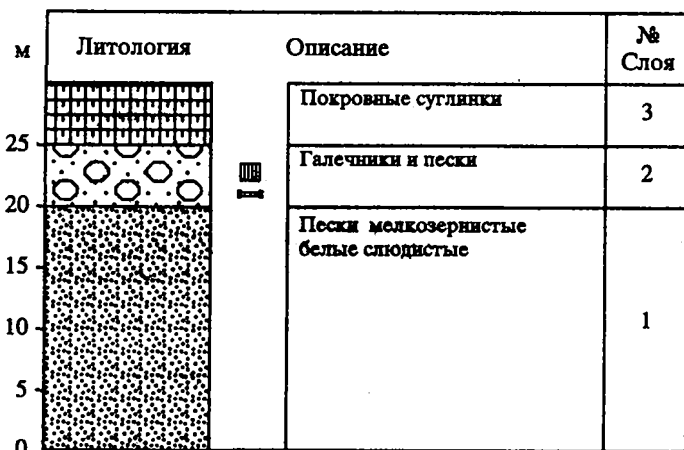 м
Литология
Описание
№
Слоя
Покровные суглинки
3
25
Галечники и пески
2
20
Пески мелкозернистые
белые слюдистые
15
10
1
5
0